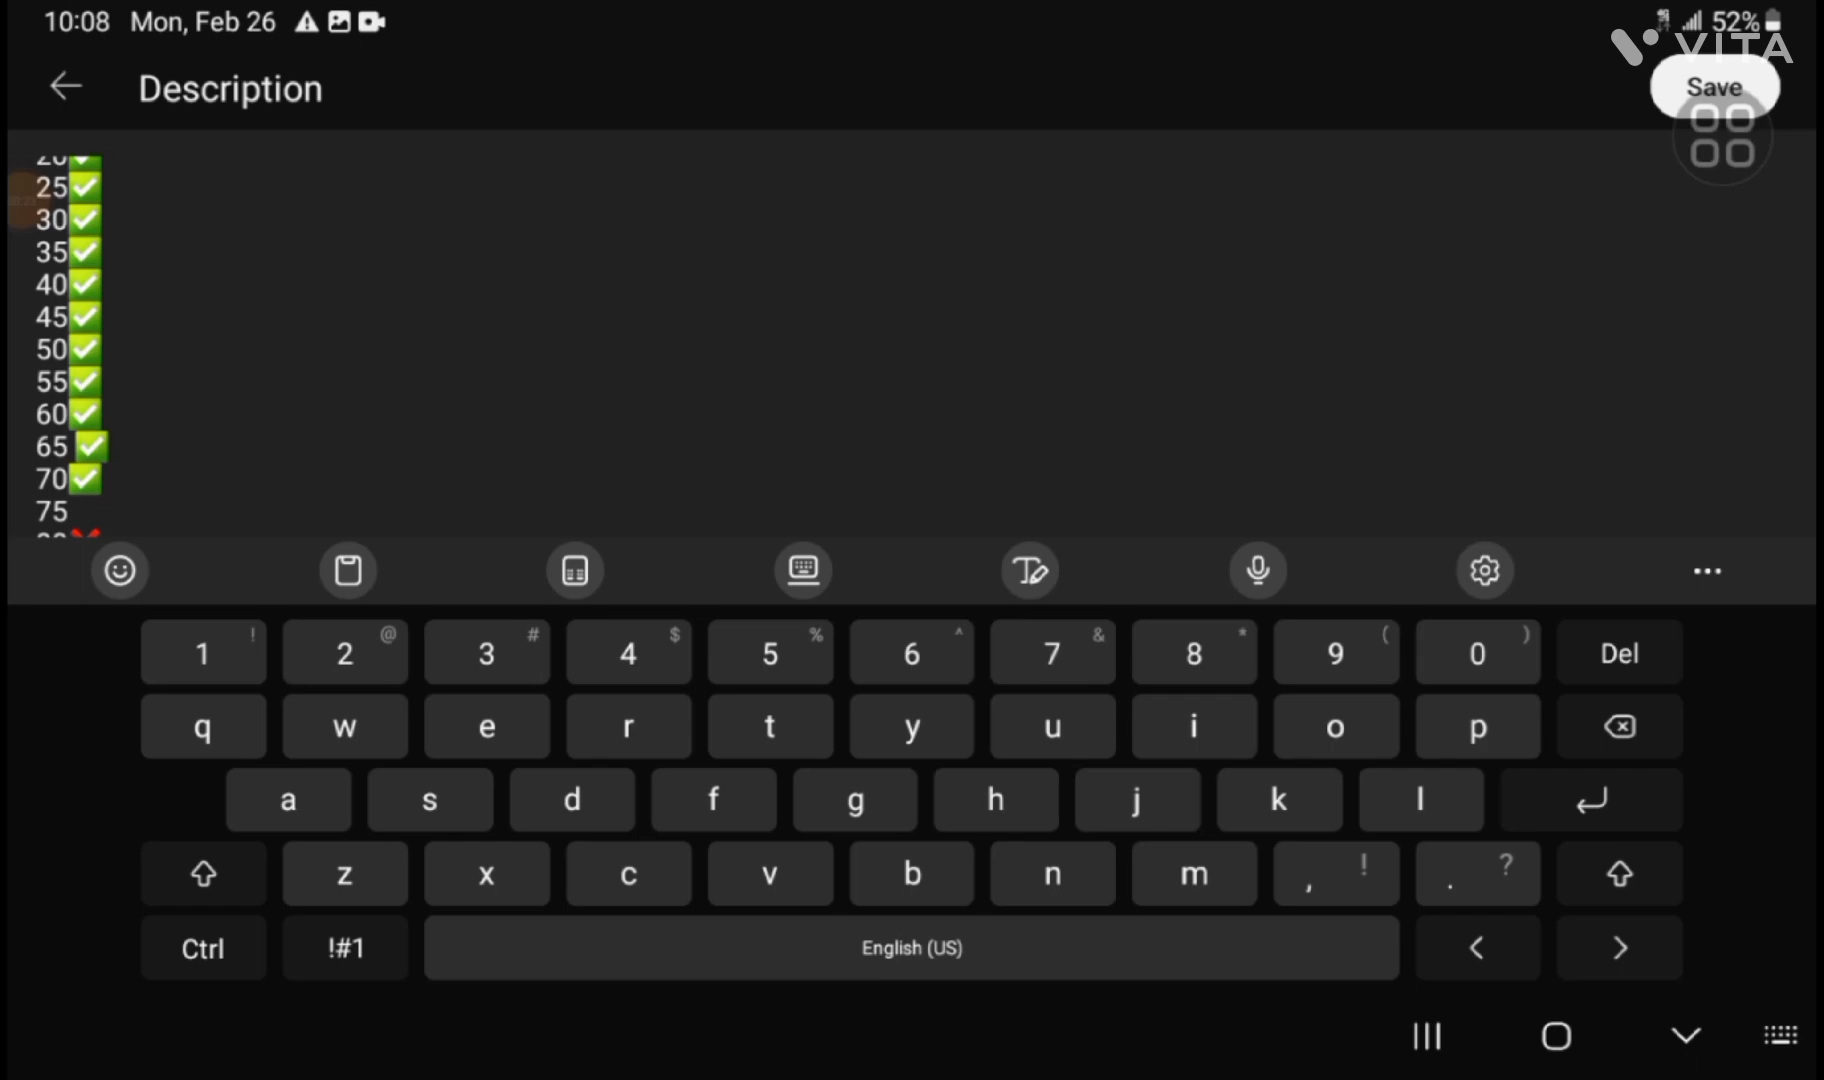 10:08 Mon, Feb 26
52%
VITA
Description
Save
20✅
25✅
30✅
35✅
40✅
45✅
50✅
55✅
60✅
65 ✅
70✅
75
1 ! 2 @ 3 # 4 $ 5 % 6 ^ 7 & 8 * 9 ( 0 ) Del
q w e r t y u i o p
a s d f g h j k l
z x c v b n m , ! . ?
Ctrl !#1 English (US) < >